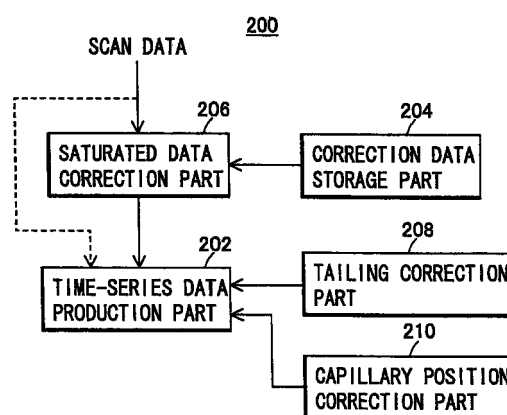 200
SCAN DATA
206
SATURATED DATA
CORRECTION PART
204
CORRECTION DATA
STORAGE PART
202
TIME-SERIES DATA
PRODUCTION PART
208
TAILING CORRECTION
PART
210
CAPILLARY POSITION
CORRECTION PART